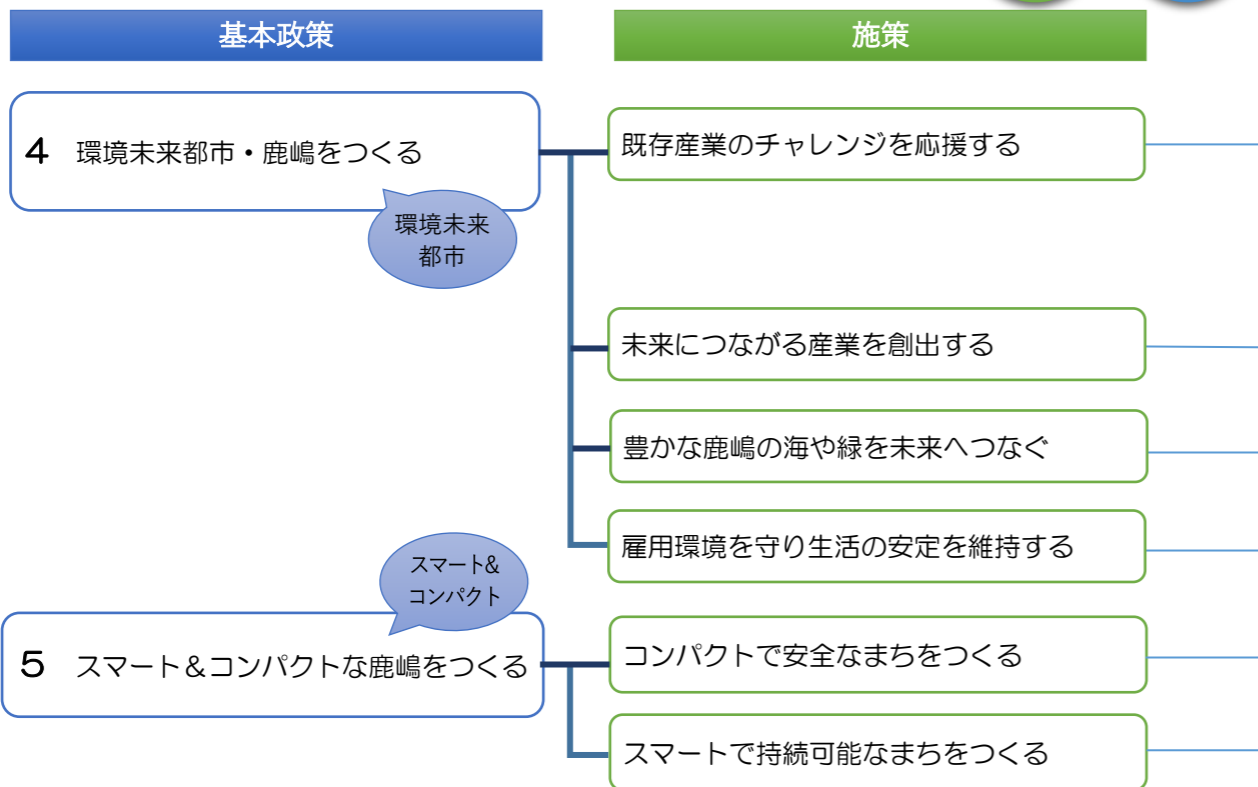 基本政策
施策
4 環境未来都市・鹿嶋をつくる
環境未来
都市
既存産業のチャレンジを応援する
未来につながる産業を創出する
豊かな鹿嶋の海や緑を未来へつなぐ
雇用環境を守り生活の安定を維持する
スマート&
コンパクト
5 スマート&コンパクトな鹿嶋をつくる
コンパクトで安全なまちをつくる
スマートで持続可能なまちをつくる